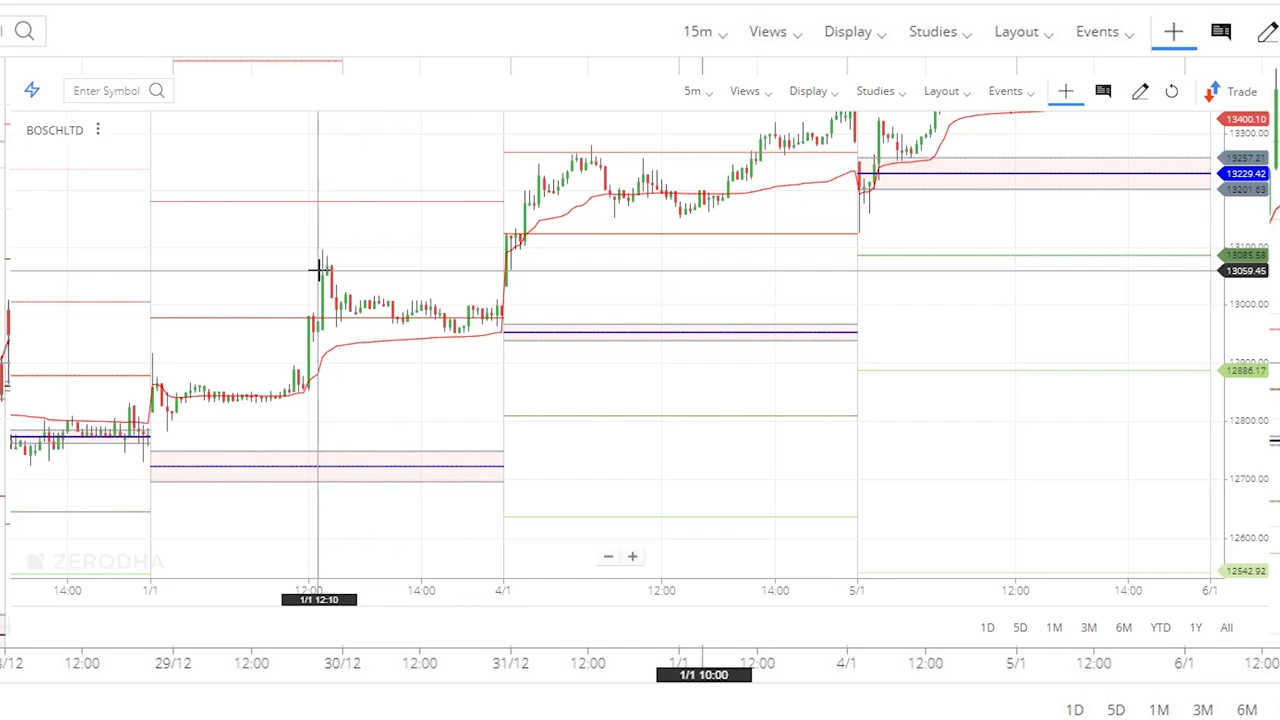 15m Views Display Studies Layout Events
Enter Symbol 5m Views Display Studies Layout Events Trade
BOSCHLTD
13400.10
13300.00
13257.21
13229.42
13201.63
13100.00
13085.58
13059.45
13000.00
12900.00
12886.17
12800.00
12700.00
12600.00
12542.92
ZERODHA
14:00 1/1 12:00 14:00 4/1 12:00 14:00 5/1 12:00 14:00 6/1
1/1 12:10
1D 5D 1M 3M 6M YTD 1Y All
12:00 29/12 12:00 30/12 12:00 31/12 12:00 1/1 12:00 4/1 12:00 5/1 12:00 6/1 12:00
1/1 10:00
1D 5D 1M 3M 6M